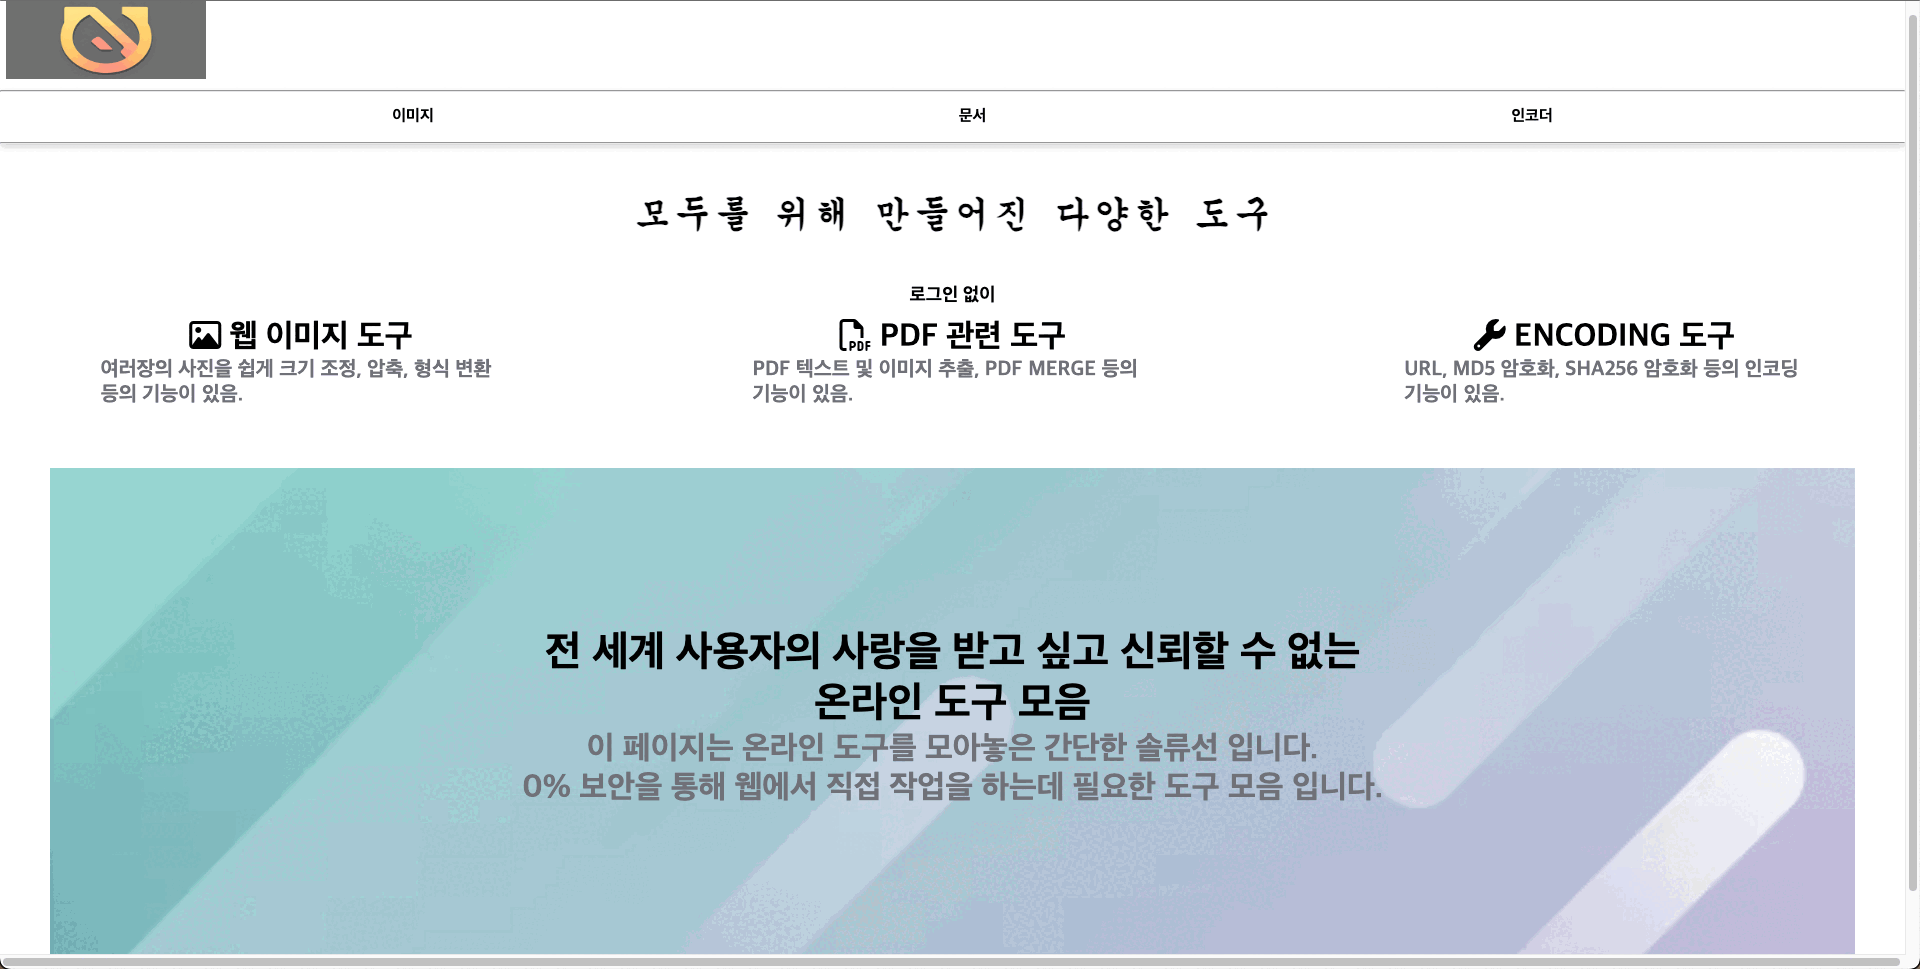 이미지
문서
인코더
모두를 위해 만들어진 다양한 도구
로그인 없이
웹 이미지 도구
여러장의 사진을 쉽게 크기 조정, 압축, 형식 변환
등의 기능이 있음.
PDF
PDF 관련 도구
PDF 텍스트 및 이미지 추출, PDF MERGE 등의
기능이 있음.
ENCODING 도구
URL, MD5 암호화, SHA256 암호화 등의 인코딩
기능이 있음.
전 세계 사용자의 사랑을 받고 싶고 신뢰할 수 없는
온라인 도구 모음
이 페이지는 온라인 도구를 모아놓은 간단한 솔류선 입니다.
0% 보안을 통해 웹에서 직접 작업을 하는데 필요한 도구 모음 입니다.